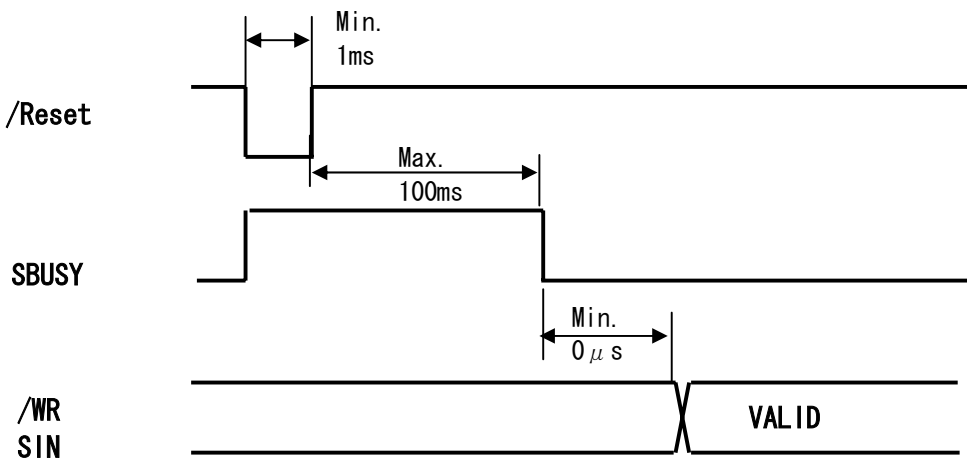 Min.
1ms
/Reset
Max.
100ms
SBUSY
Min.
0μs
/WR
VALID
SIN